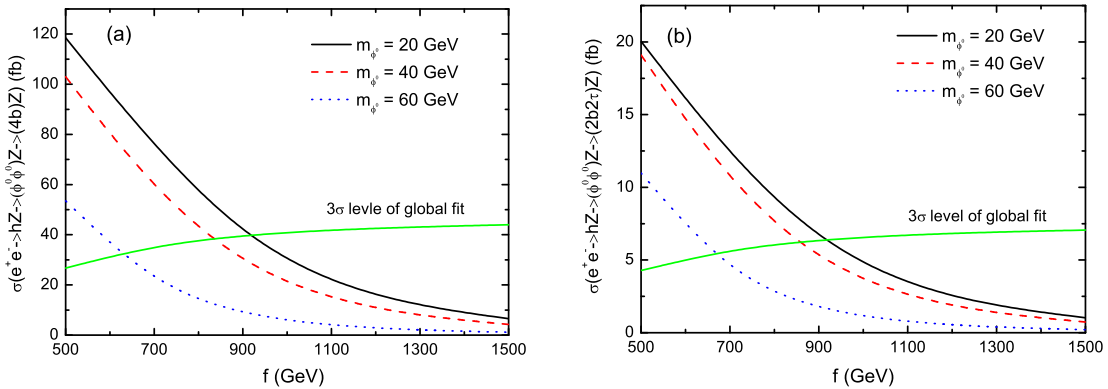 (a)
m_ϕ⁰ = 20 GeV
m_ϕ⁰ = 40 GeV
m_ϕ⁰ = 60 GeV
3σ levle of global fit
σ(e⁺e⁻->hZ->(ϕ⁰ϕ⁰)Z->(4b)Z) (fb)
0
20
40
60
80
100
120
500
700
900
1100
1300
1500
f (GeV)
(b)
m_ϕ⁰ = 20 GeV
m_ϕ⁰ = 40 GeV
m_ϕ⁰ = 60 GeV
3σ level of global fit
σ(e⁺e⁻->hZ->(ϕ⁰ϕ⁰)Z->(2b2τ)Z) (fb)
0
5
10
15
20
500
700
900
1100
1300
1500
f (GeV)